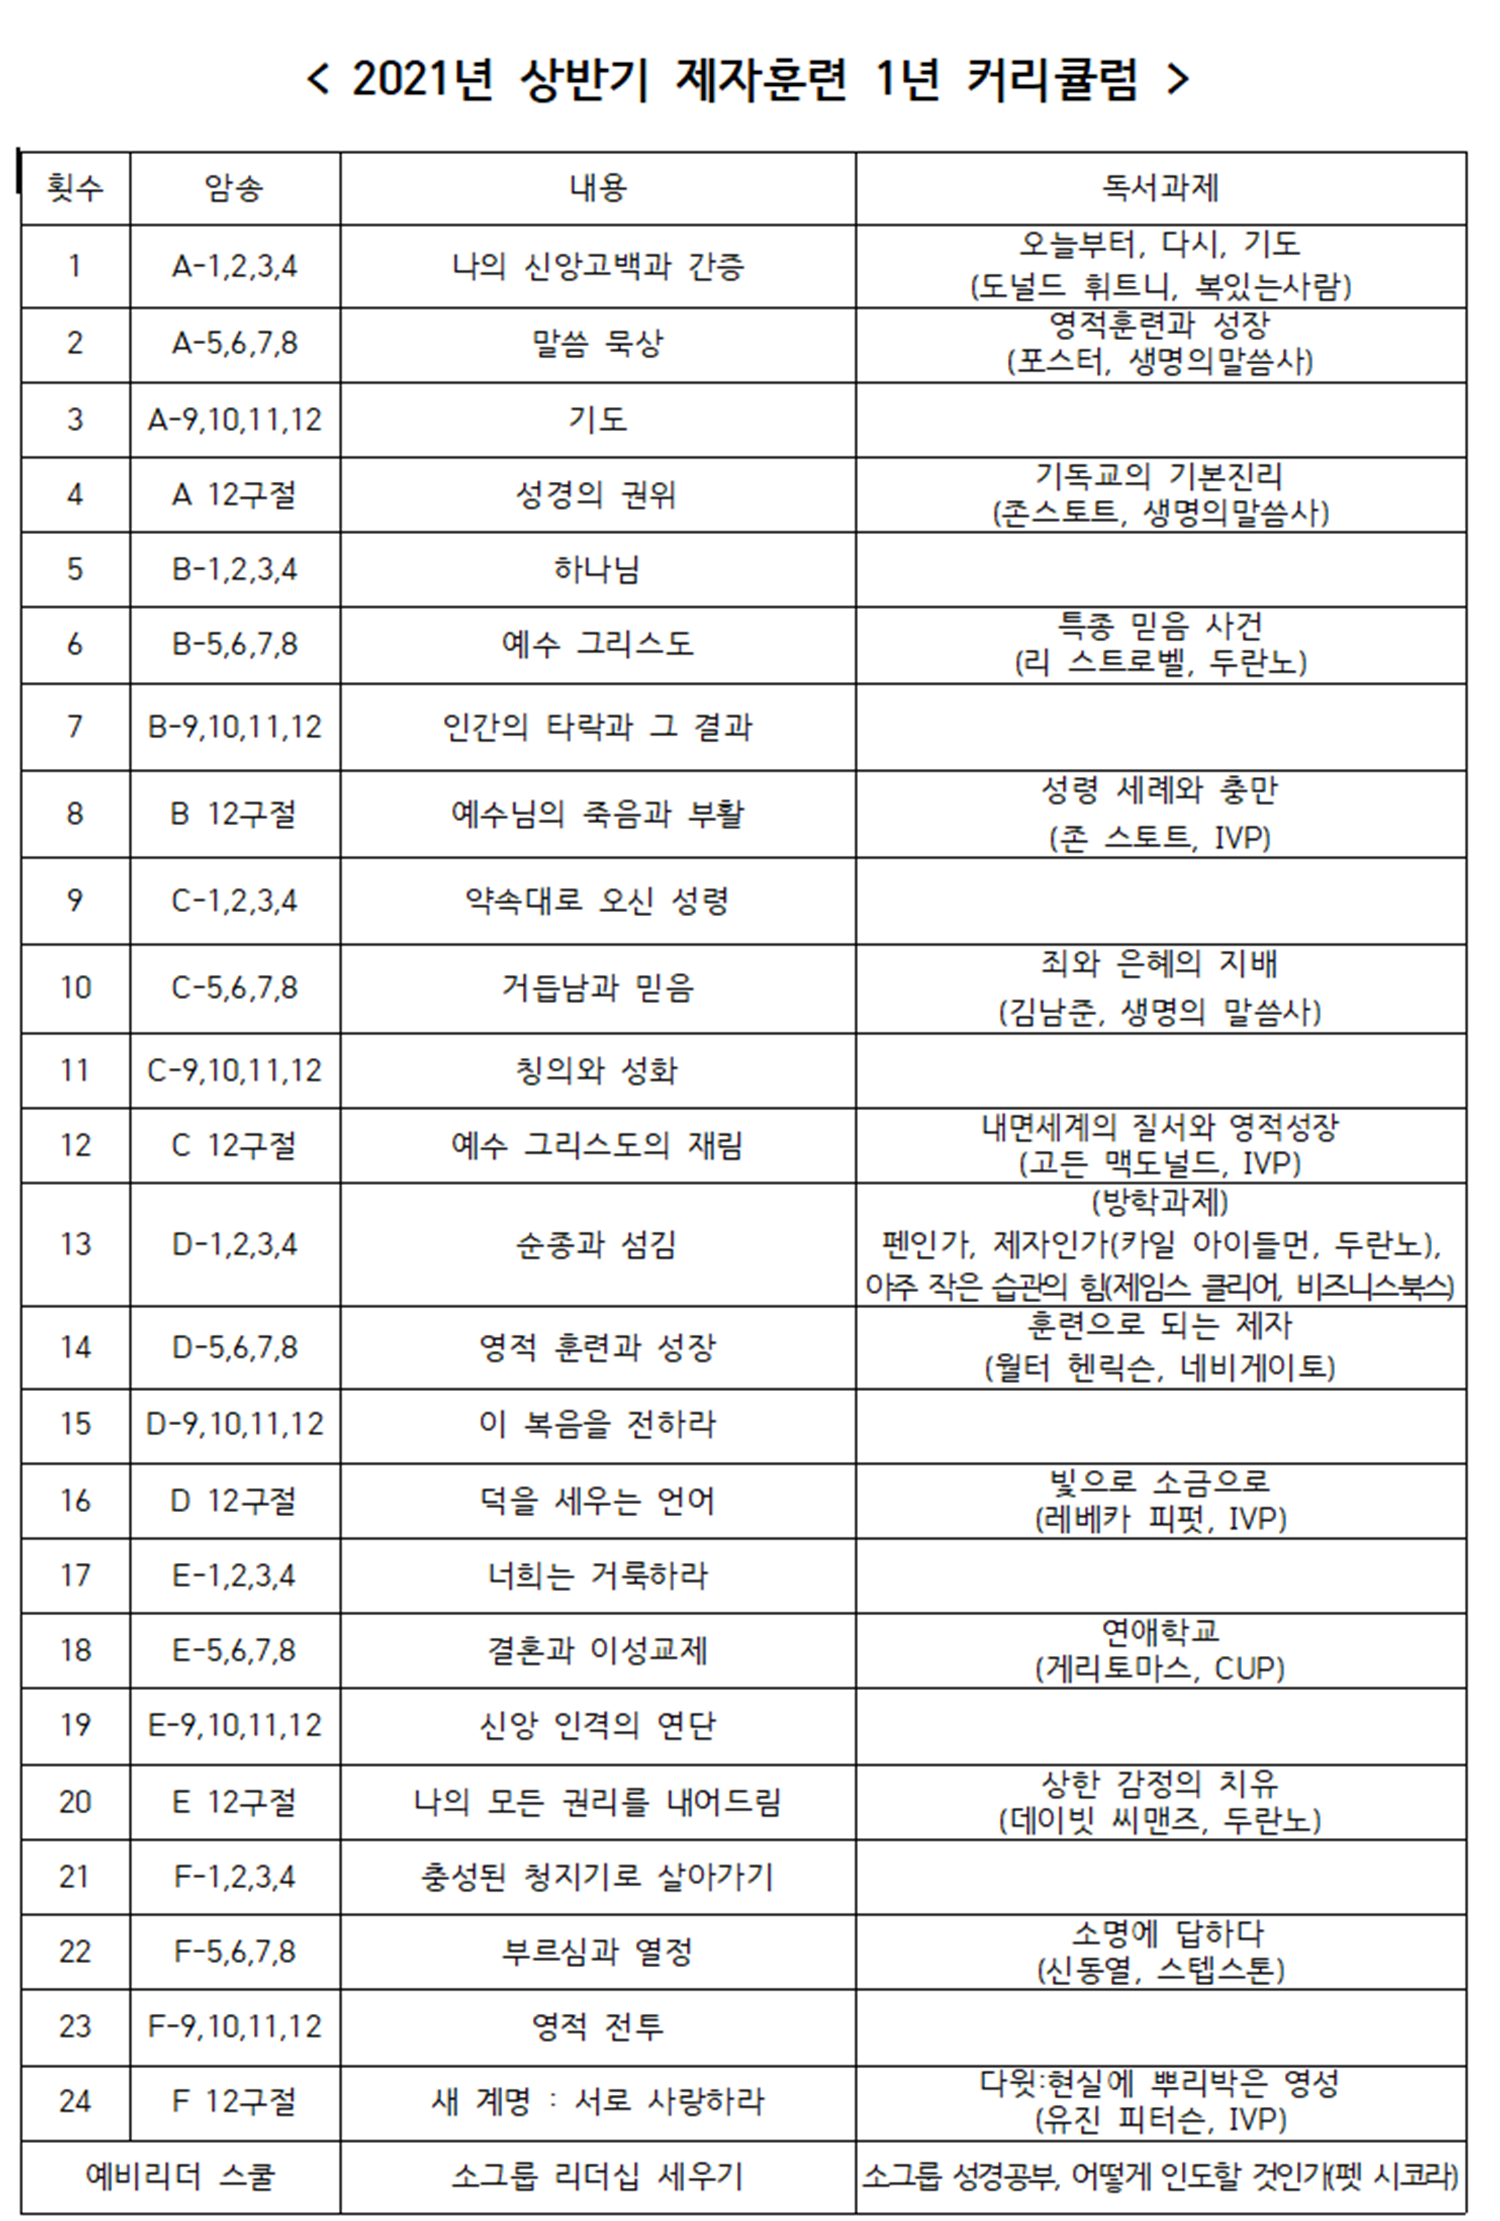 < 2021년 상반기 제자훈련 1년 커리큘럼 >
횟수 암송 내용 독서과제
1 A-1,2,3,4 나의 신앙고백과 간증 오늘부터, 다시, 기도
(도널드 휘트니, 복있는사람)
2 A-5,6,7,8 말씀 묵상 영적훈련과 성장
(포스터, 생명의말씀사)
3 A-9,10,11,12 기도
4 A 12구절 성경의 권위 기독교의 기본진리
(존스토트, 생명의말씀사)
5 B-1,2,3,4 하나님
6 B-5,6,7,8 예수 그리스도 특종 믿음 사건
(리 스트로벨, 두란노)
7 B-9,10,11,12 인간의 타락과 그 결과
8 B 12구절 예수님의 죽음과 부활 성령 세례와 충만
(존 스토트, IVP)
9 C-1,2,3,4 약속대로 오신 성령
10 C-5,6,7,8 거듭남과 믿음 죄와 은혜의 지배
(김남준, 생명의 말씀사)
11 C-9,10,11,12 칭의와 성화
12 C 12구절 예수 그리스도의 재림 내면세계의 질서와 영적성장
(고든 맥도널드, IVP)
13 D-1,2,3,4 순종과 섬김 (방학과제)
펜인가, 제자인가(카일 아이들먼, 두란노),
아주 작은 습관의 힘(제임스 클리어, 비즈니스북스)
14 D-5,6,7,8 영적 훈련과 성장 훈련으로 되는 제자
(월터 헨릭슨, 네비게이토)
15 D-9,10,11,12 이 복음을 전하라
16 D 12구절 덕을 세우는 언어 빛으로 소금으로
(레베카 피펏, IVP)
17 E-1,2,3,4 너희는 거룩하라
18 E-5,6,7,8 결혼과 이성교제 연애학교
(게리토마스, CUP)
19 E-9,10,11,12 신앙 인격의 연단
20 E 12구절 나의 모든 권리를 내어드림 상한 감정의 치유
(데이빗 씨맨즈, 두란노)
21 F-1,2,3,4 충성된 청지기로 살아가기
22 F-5,6,7,8 부르심과 열정 소명에 답하다
(신동열, 스텝스톤)
23 F-9,10,11,12 영적 전투
24 F 12구절 새 계명 : 서로 사랑하라 다윗:현실에 뿌리박은 영성
(유진 피터슨, IVP)
예비리더 스쿨 소그룹 리더십 세우기 소그룹 성경공부, 어떻게 인도할 것인가(펫 시코라)